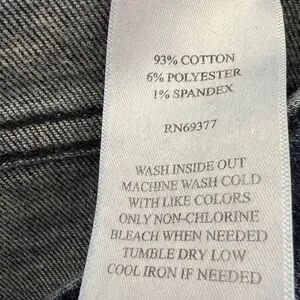 93% COTTON
6% POLYESTER
1% SPANDEX
RN69377
WASH INSIDE OUT
MACHINE WASH COLD
WITH LIKE COLORS
ONLY NON-CHLORINE
BLEACH WHEN NEEDED
TUMBLE DRY LOW
COOL IRON IF NEEDED